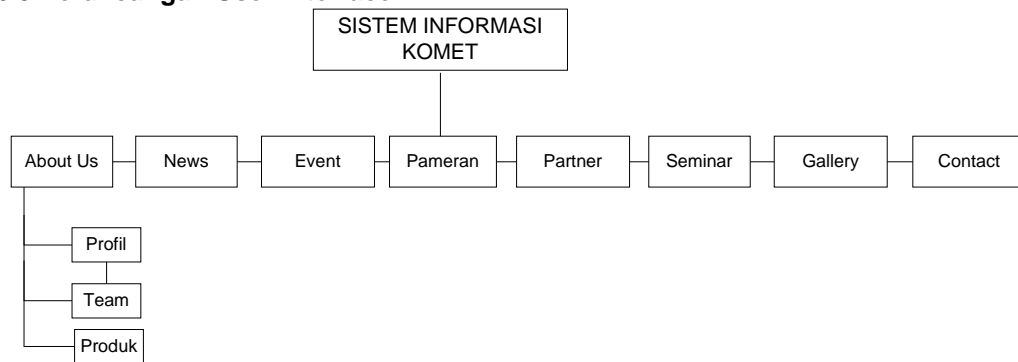 SISTEM INFORMASI
KOMET
About Us
News
Event
Pameran
Partner
Seminar
Gallery
Contact
Profil
Team
Produk